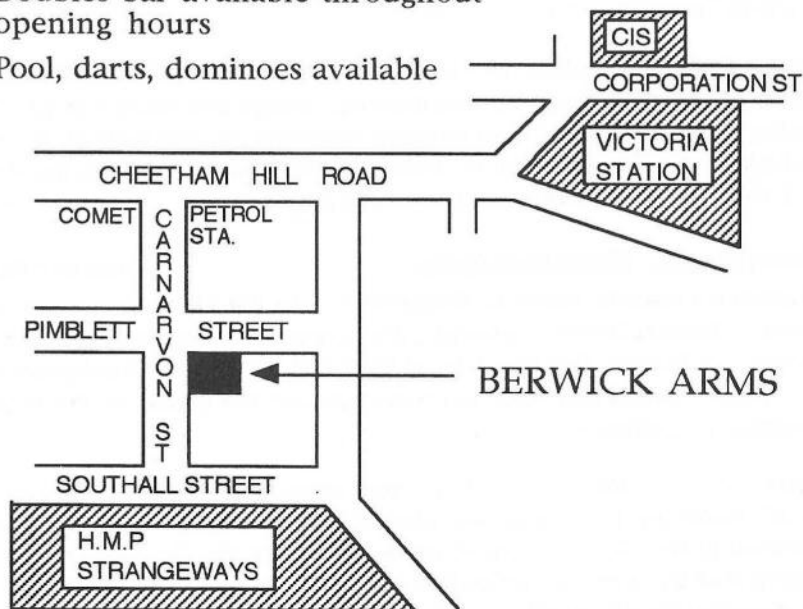 opening hours
Pool, darts, dominoes available
CIS
CORPORATION ST
VICTORIA
STATION
CHEETHAM HILL ROAD
COMET
PETROL
STA.
CARNARVON ST
PIMBLETT STREET
BERWICK ARMS
SOUTHALL STREET
H.M.P
STRANGEWAYS